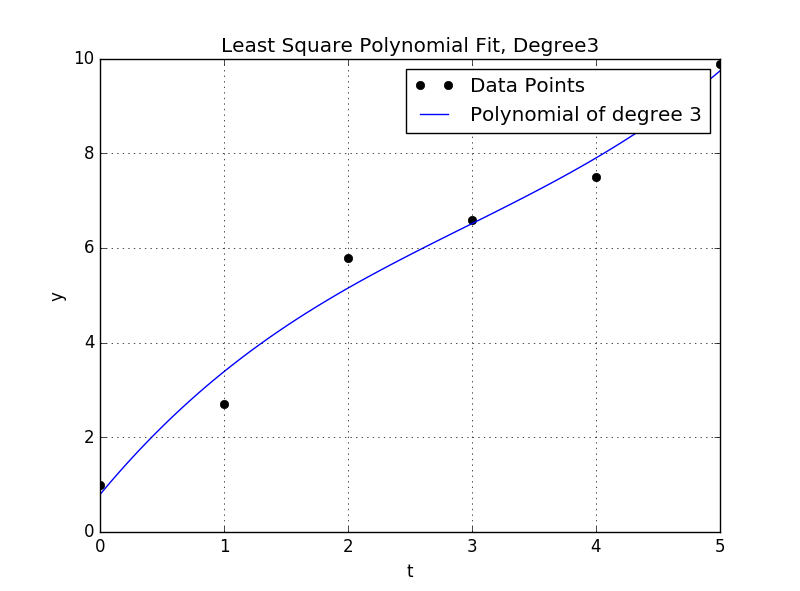 Least Square Polynomial Fit, Degree3
10
Data Points
Polynomial of degree 3
8
6
y
4
2
0
0 1 2 3 4 5
t